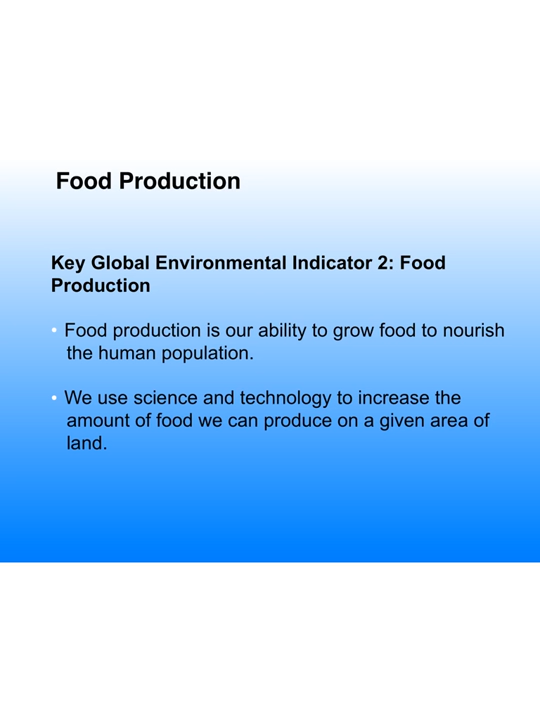 Food Production
Key Global Environmental Indicator 2: Food
Production
• Food production is our ability to grow food to nourish
the human population.
• We use science and technology to increase the
amount of food we can produce on a given area of
land.